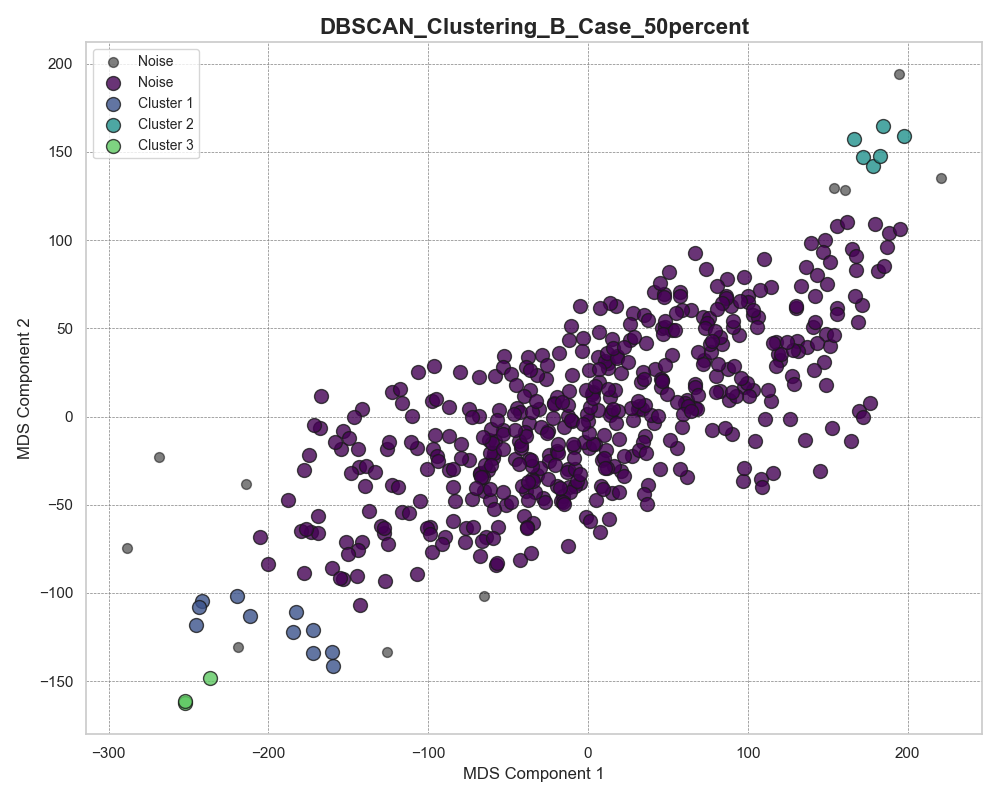 DBSCAN_Clustering_B_Case_50percent
Noise
Noise
Cluster 1
Cluster 2
Cluster 3
200
150
100
50
0
−50
−100
−150
MDS Component 2
−300
−200
−100
0
100
200
MDS Component 1